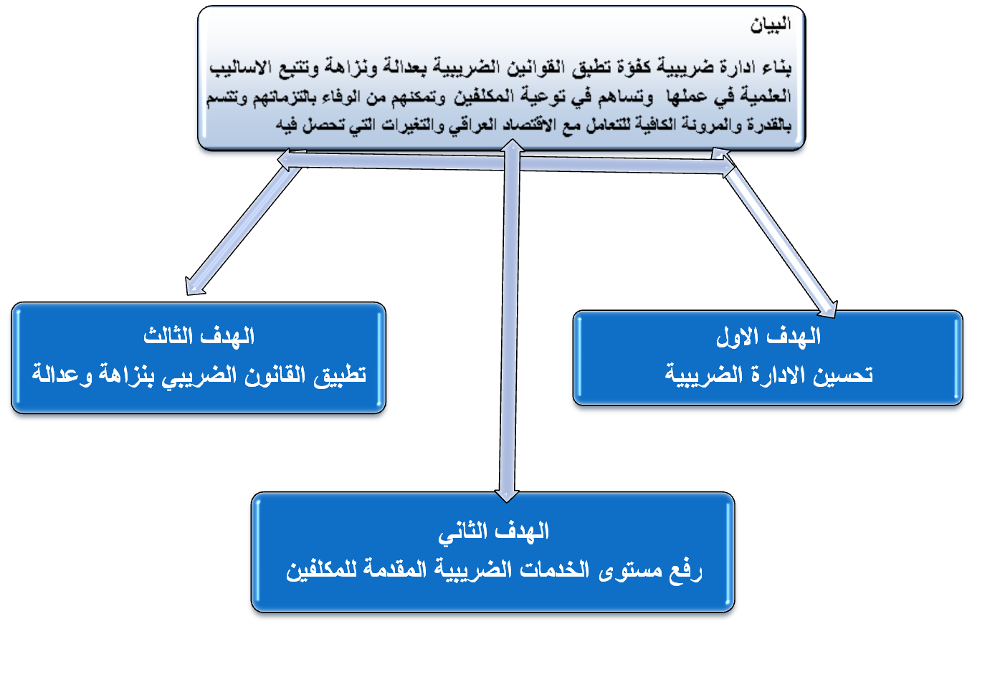 البيان
بناء ادارة ضريبية كفؤة تطبق القوانين الضريبية بعدالة ونزاهة وتتبع الاساليب
العلمية في عملها وتساهم في توعية المكلفين وتمكنهم من الوفاء بالتزماتهم وتتسم
بالقدرة والمرونة الكافية للتعامل مع الاقتصاد العراقي والتغيرات التي تحصل فيه
الهدف الاول
تحسين الادارة الضريبية
الهدف الثالث
تطبيق القانون الضريبي بنزاهة وعدالة
الهدف الثاني
رفع مستوى الخدمات الضريبية المقدمة للمكلفين